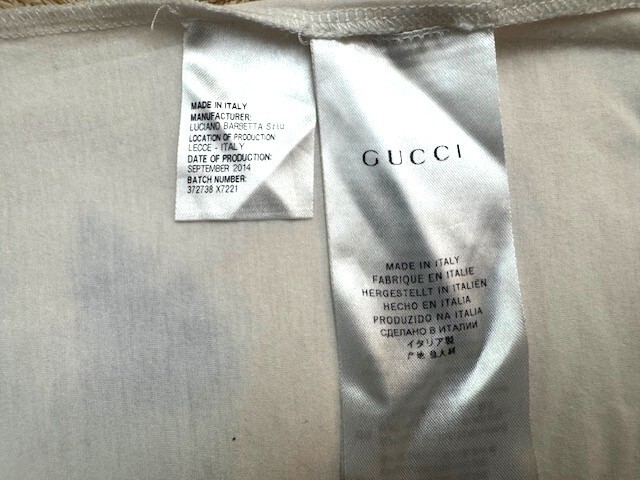 MADE IN ITALY
MANUFACTURER:
LUCIANO BARBETTA Srlu
LOCATION OF PRODUCTION:
LECCE - ITALY
DATE OF PRODUCTION:
SEPTEMBER 2014
BATCH NUMBER:
372738 X7221
GUCCI
MADE IN ITALY
FABRIQUE EN ITALIE
HERGESTELLT IN ITALIEN
HECHO EN ITALIA
PRODUZIDO NA ITALIA
СДЕЛАНО В ИТАЛИИ
イタリア製